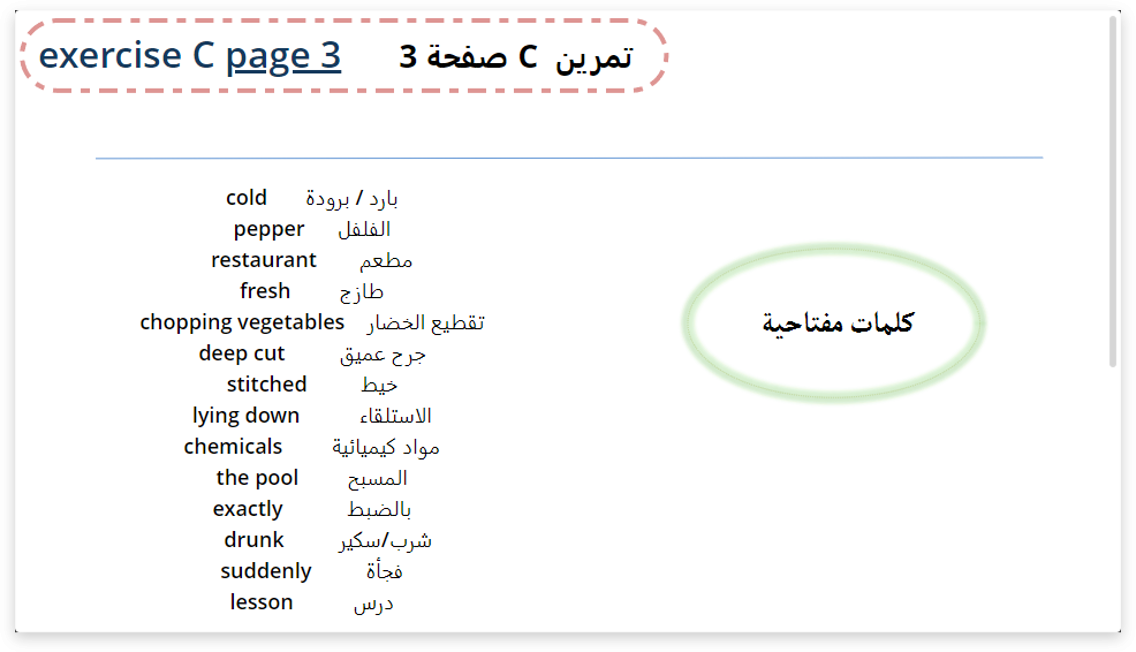 exercise C page 3 تمرين C صفحة 3
cold بارد / برودة
pepper الفلفل
restaurant مطعم
fresh طازج
chopping vegetables تقطيع الخضار
deep cut جرح عميق
stitched خيط
lying down الاستلقاء
chemicals مواد كيميائية
the pool المسبح
exactly بالضبط
drunk شرب/سكير
suddenly فجأة
lesson درس
كلمات مفتاحية